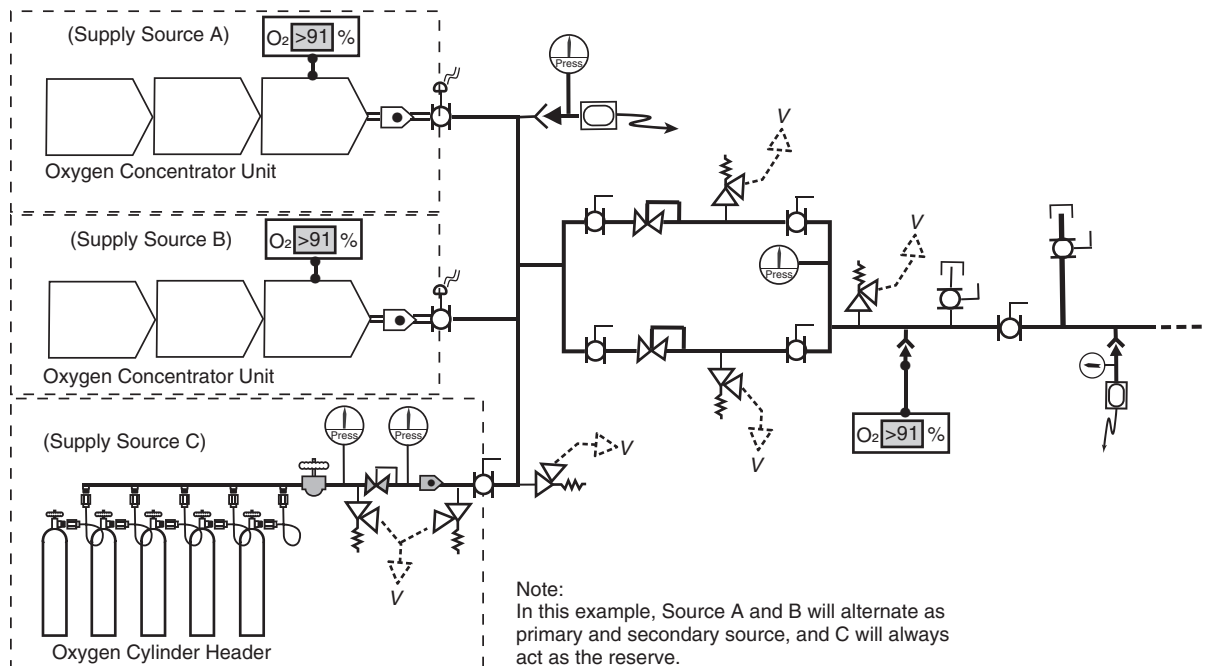 (Supply Source A)
O2 >91 %
Oxygen Concentrator Unit
Press
V
(Supply Source B)
O2 >91 %
Oxygen Concentrator Unit
Press
V
V
O2 >91 %
V
(Supply Source C)
Press
Press
V
V
Oxygen Cylinder Header
Note:
In this example, Source A and B will alternate as
primary and secondary source, and C will always
act as the reserve.